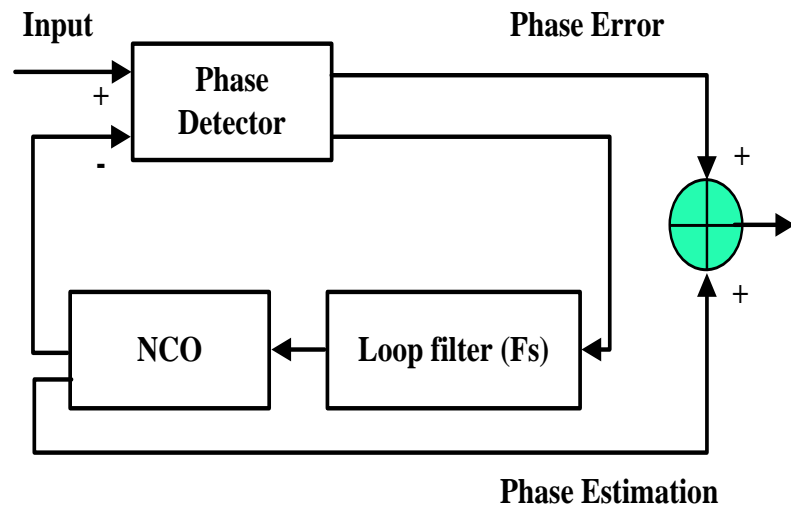 Input
Phase Error
Phase
Detector
+
-
+
NCO
Loop filter (Fs)
+
Phase Estimation